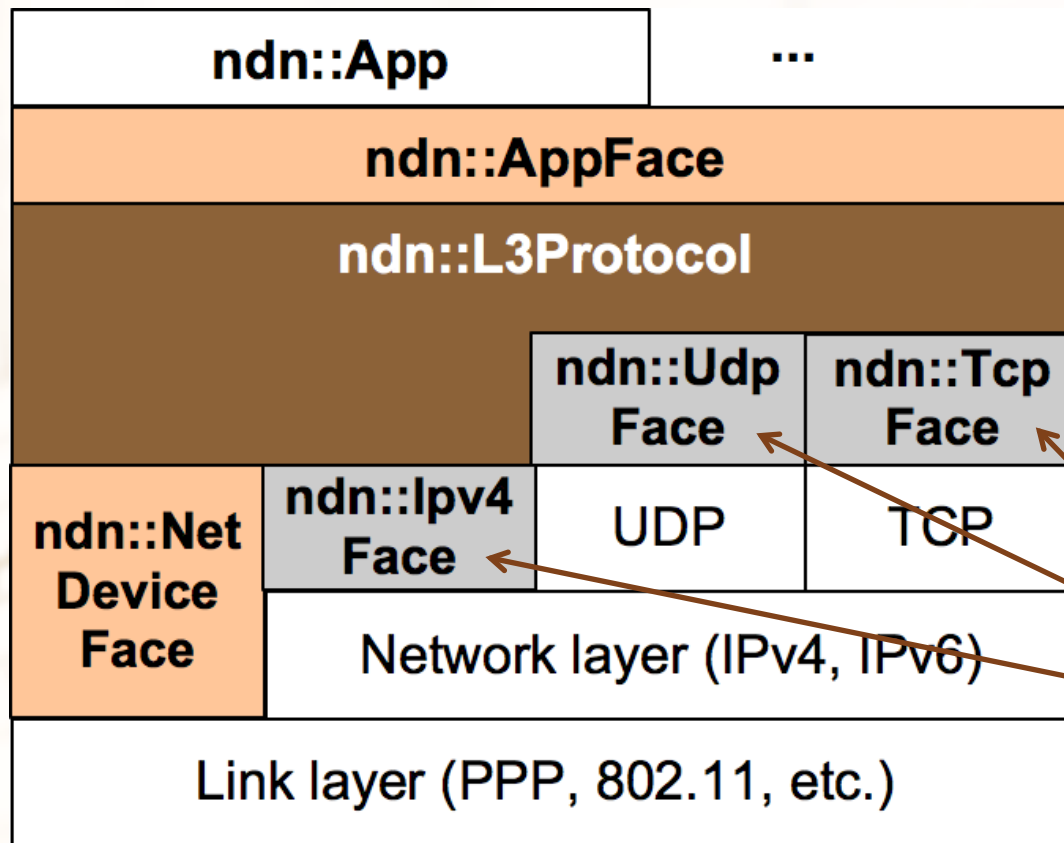 ndn::App
...
ndn::AppFace
ndn::L3Protocol
ndn::Udp
Face
ndn::Tcp
Face
ndn::Net
Device
Face
ndn::Ipv4
Face
UDP
TCP
Network layer (IPv4, IPv6)
Link layer (PPP, 802.11, etc.)